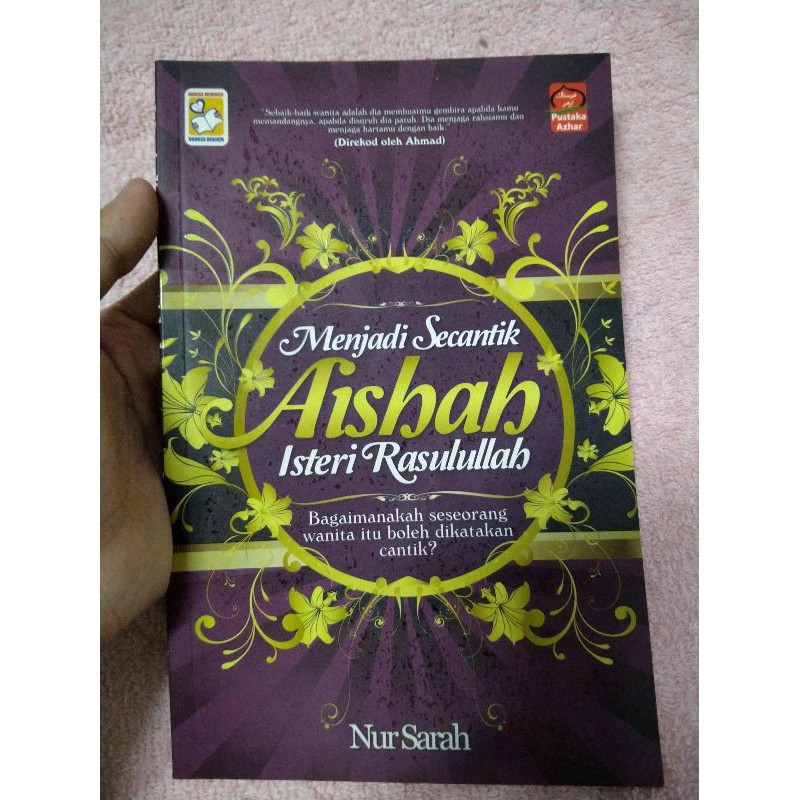 "Sebaik-baik wanita adalah dia membuatmu gembira apabila kamu
memandangnya, apabila disuruh dia patuh. Dia menjaga rahsiamu dan
menjaga hartamu dengan baik."
(Direkod oleh Ahmad)
Pustaka
Azhar
Menjadi Secantik
Aishah
Isteri Rasulullah
Bagaimanakah seseorang
wanita itu boleh dikatakan
cantik?
Nur Sarah